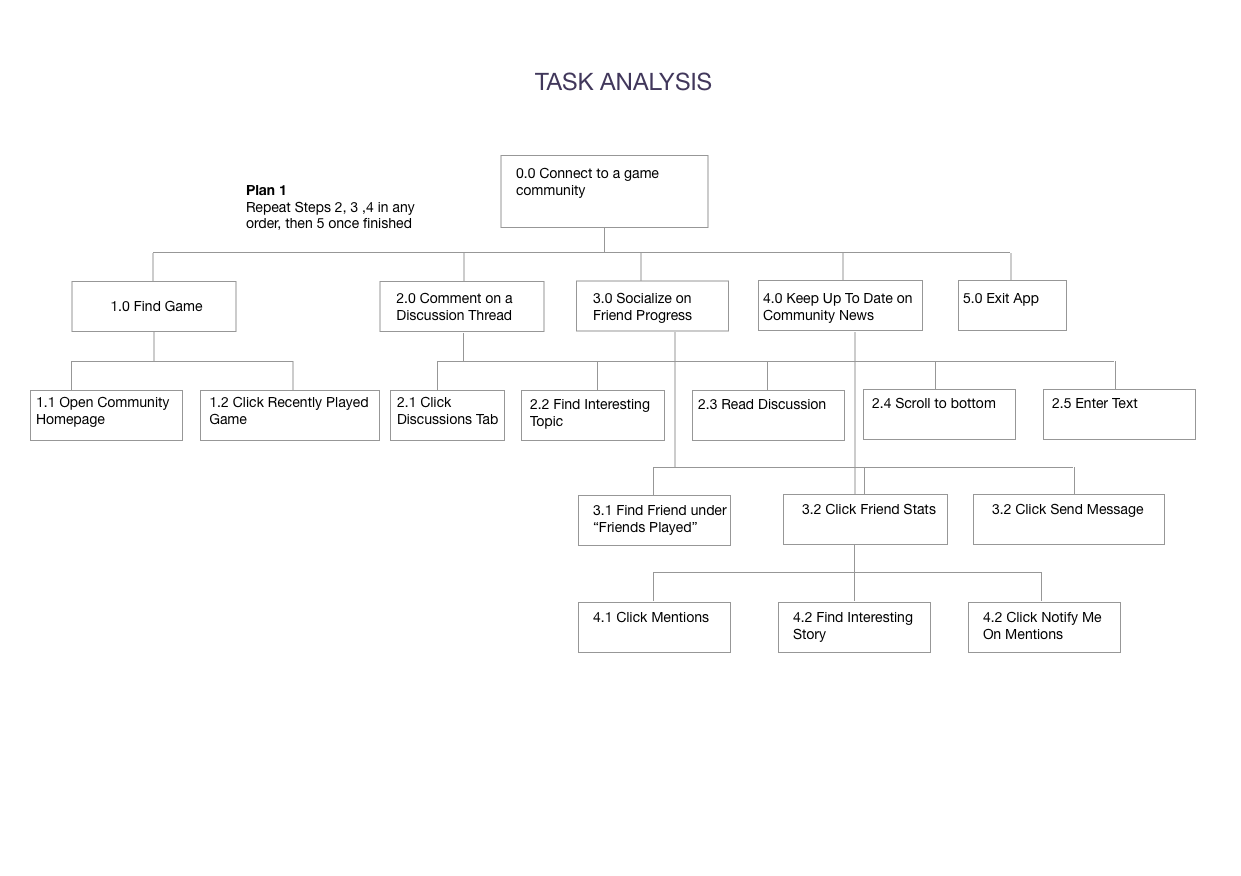 TASK ANALYSIS
0.0 Connect to a game
community
Plan 1
Repeat Steps 2, 3 ,4 in any
order, then 5 once finished
1.0 Find Game
2.0 Comment on a
Discussion Thread
3.0 Socialize on
Friend Progress
4.0 Keep Up To Date on
Community News
5.0 Exit App
1.1 Open Community
Homepage
1.2 Click Recently Played
Game
2.1 Click
Discussions Tab
2.2 Find Interesting
Topic
2.3 Read Discussion
2.4 Scroll to bottom
2.5 Enter Text
3.1 Find Friend under
“Friends Played”
3.2 Click Friend Stats
3.2 Click Send Message
4.1 Click Mentions
4.2 Find Interesting
Story
4.2 Click Notify Me
On Mentions